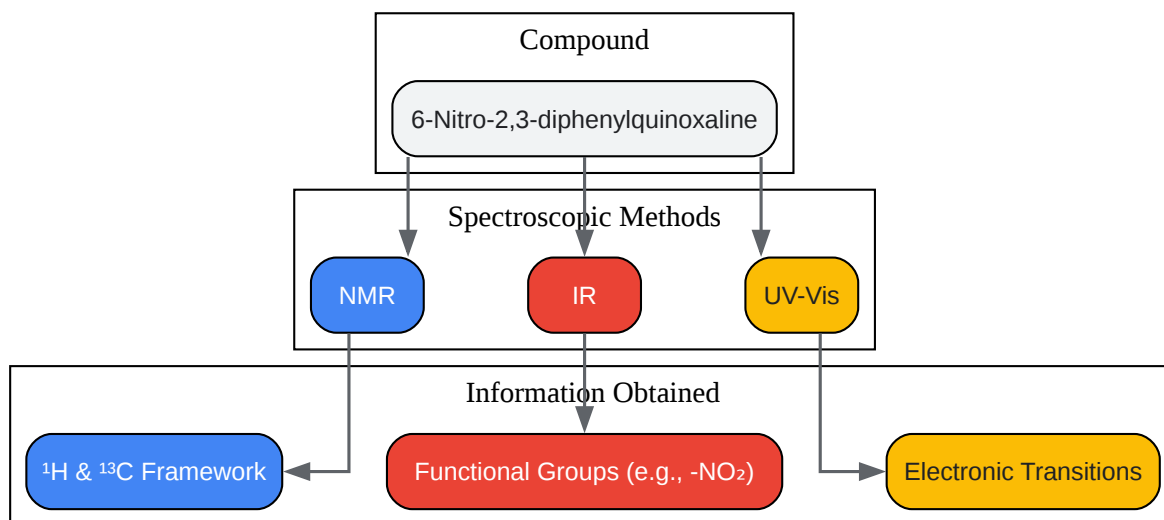 Compound
6-Nitro-2,3-diphenylquinoxaline
Spectroscopic Methods
NMR
IR
UV-Vis
Information Obtained
¹H & ¹³C Framework
Functional Groups (e.g., -NO₂)
Electronic Transitions